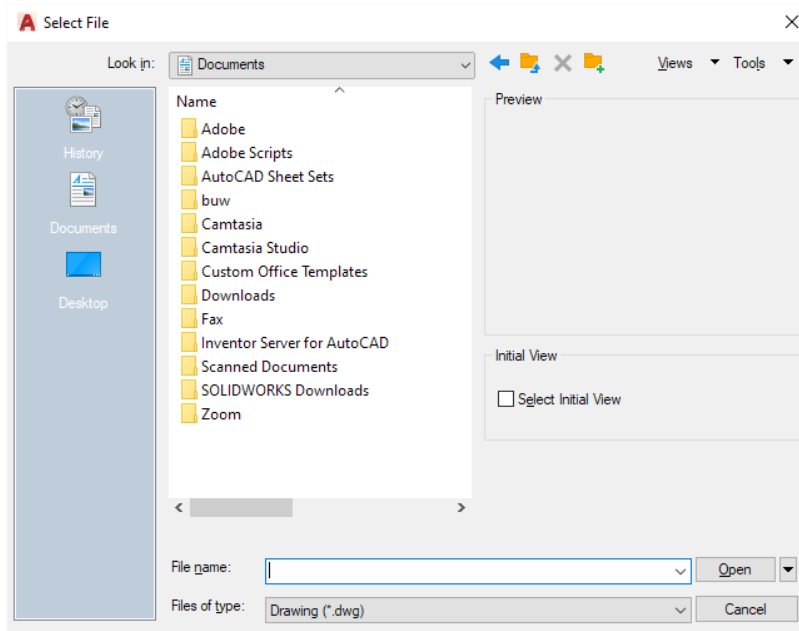 Select File
Look in: Documents Views Tools
History
Documents
Desktop
Name
Adobe
Adobe Scripts
AutoCAD Sheet Sets
buw
Camtasia
Camtasia Studio
Custom Office Templates
Downloads
Fax
Inventor Server for AutoCAD
Scanned Documents
SOLIDWORKS Downloads
Zoom
Preview
Initial View
Select Initial View
File name: Open
Files of type: Drawing (*.dwg) Cancel